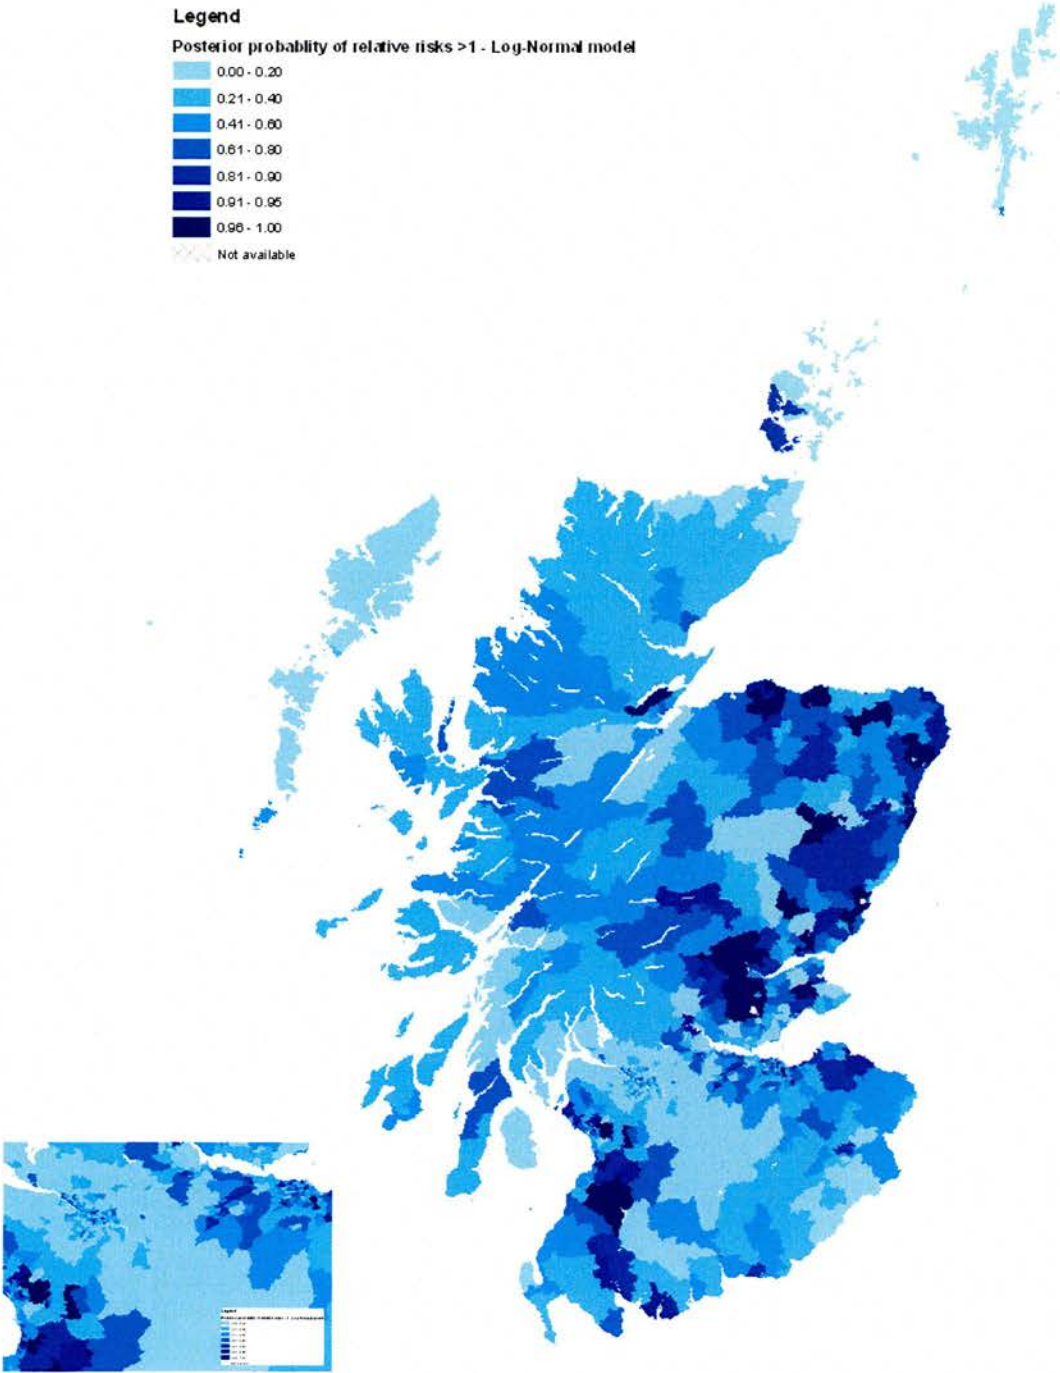 Legend
Posterior probablity of relative risks >1 - Log-Normal model
0.00 - 0.20
0.21 - 0.40
0.41 - 0.60
0.61 - 0.80
0.81 - 0.90
0.91 - 0.95
0.96 - 1.00
Not available
Legend